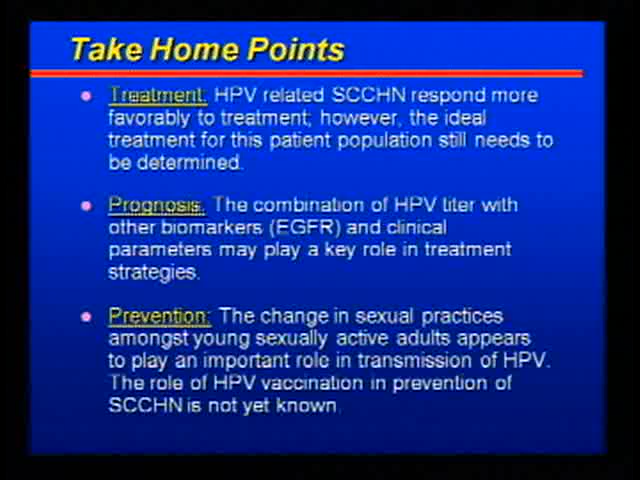 Take Home Points
Treatment: HPV related SCCHN respond more
favorably to treatment; however, the ideal
treatment for this patient population still needs to
be determined.
Prognosis. The combination of HPV titer with
other biomarkers (EGFR) and clinical
parameters may play a key role in treatment
strategies.
Prevention: The change in sexual practices
amongst young sexually active adults appears
to play an important role in transmission of HPV.
The role of HPV vaccination in prevention of
SCCHN is not yet known.